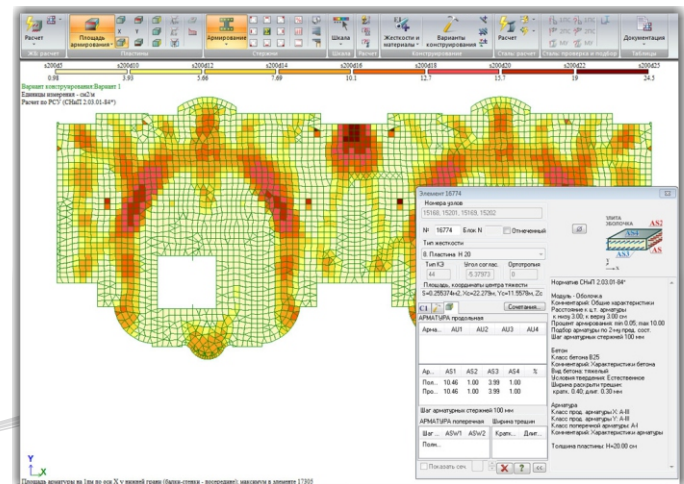 Расчет
Площадь армирования
X
Y
Армирование
Шкала
Жесткости и материалы
Варианты конструирования
Расчет
Документация
ЖБ: расчет
Пластины
Стержни
Шкала
Расчет
Конструирование
Сталь: расчет
Сталь: проверка и подбор
Таблицы
s200d5 s200d8 s200d10 s200d12 s200d14 s200d16 s200d18 s200d20 s200d22 s200d25
3.93 5.66 7.69 10.1 12.7 15.7 19 24.5
Вариант конструирования:Вариант 1
Единицы измерения - см2/м
Расчет по РСУ (СНиП 2.03.01-84*)
Элемент 16774
Номера узлов
15168, 15201, 15169, 15202
№ 16774 Блок N Отмеченный
Тип жесткости
8. Пластина H 20
Тип КЭ Угол соглас. Ортотропия
44 0
Площадь, координаты центра тяжести
C1 Сочетания...
АРМАТУРА продольная
Арма... AU1 AU2 AU3 AU4
Ар... AS1 AS2 AS3 AS4 %
Пол... 10.46 1.00 3.99 1.00
Про... 10.46 1.00 3.99 1.00
Шаг арматурных стержней 100 мм
АРМАТУРА поперечная Ширина трещин
Шаг... ASW1 ASW2 Кратк... Длит...
Полн...
Показать сеч.
ПЛИТА
ОБОЛОЧКА
AS2
AS4
AS3
AS1
Норматив СНиП 2.03.01-84*
Модуль - Оболочка
Комментарий: Общие характеристики
Расстояние к ц.т. арматуры
к низу 3.00; к верху 3.00 см
Процент армирования: min 0.05; max 10.00
Подбор арматуры по 2-му пред. сост.
Шаг арматурных стержней 100 мм
Бетон
Класс бетона B25
Комментарий: Характеристики бетона
Вид бетона: тяжелый
Условия твердения: Естественное
Ширина раскрытия трещин:
кратк. 0.40; длит. 0.30 мм
Арматура
Класс прод. арматуры X: A-III
Класс прод. арматуры Y: A-III
Класс поперечной арматуры: A-I
Комментарий: Характеристики арматуры
Толщина пластины: H=20.00 см
Y
X
Площадь арматуры на 1пм по оси X у нижней грани (балка-стенка - посередине); максимум в элементе 17305